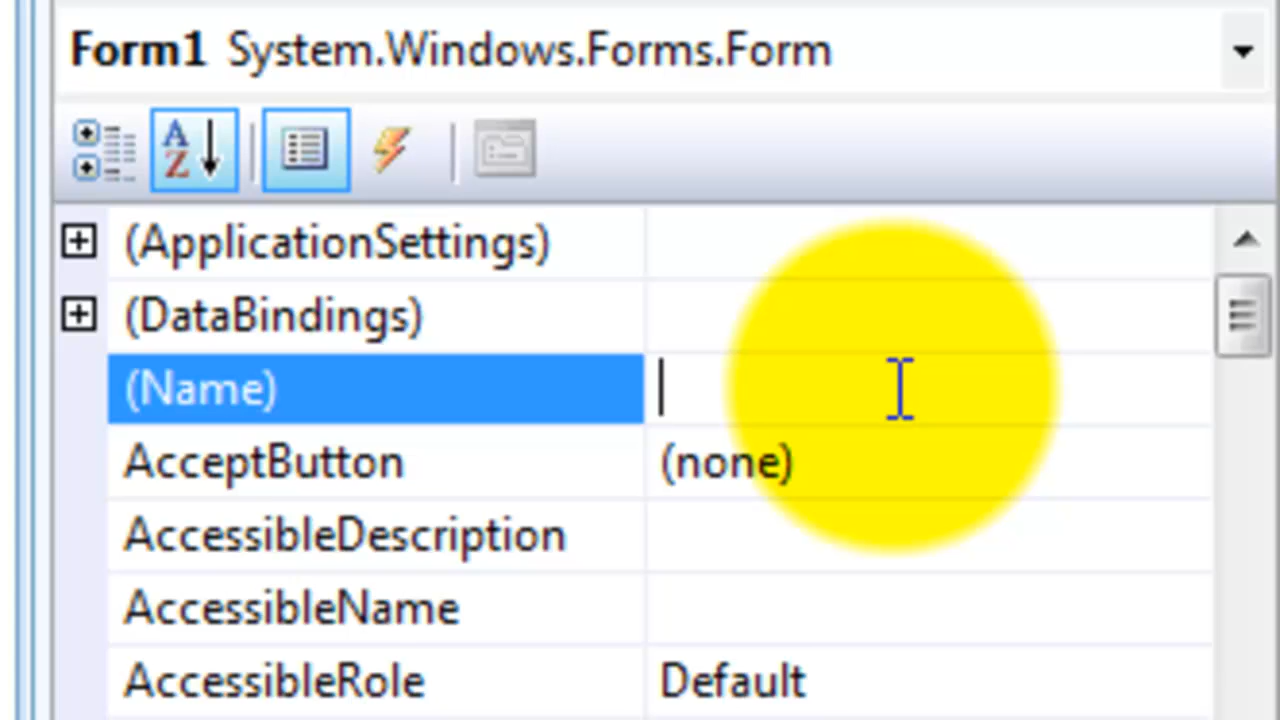 Form1 System.Windows.Forms.Form
A
Z
(ApplicationSettings)
(DataBindings)
(Name)
AcceptButton (none)
AccessibleDescription
AccessibleName
AccessibleRole Default